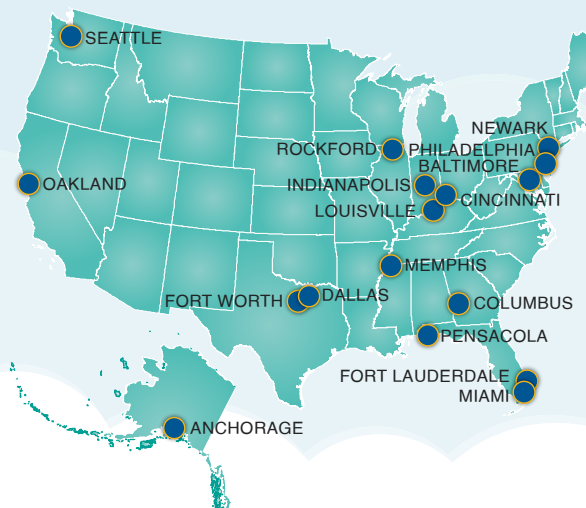 SEATTLE
NEWARK
ROCKFORD
PHILADELPHIA
BALTIMORE
OAKLAND
INDIANAPOLIS
CINCINNATI
LOUISVILLE
MEMPHIS
FORT WORTH
DALLAS
COLUMBUS
PENSACOLA
FORT LAUDERDALE
MIAMI
ANCHORAGE